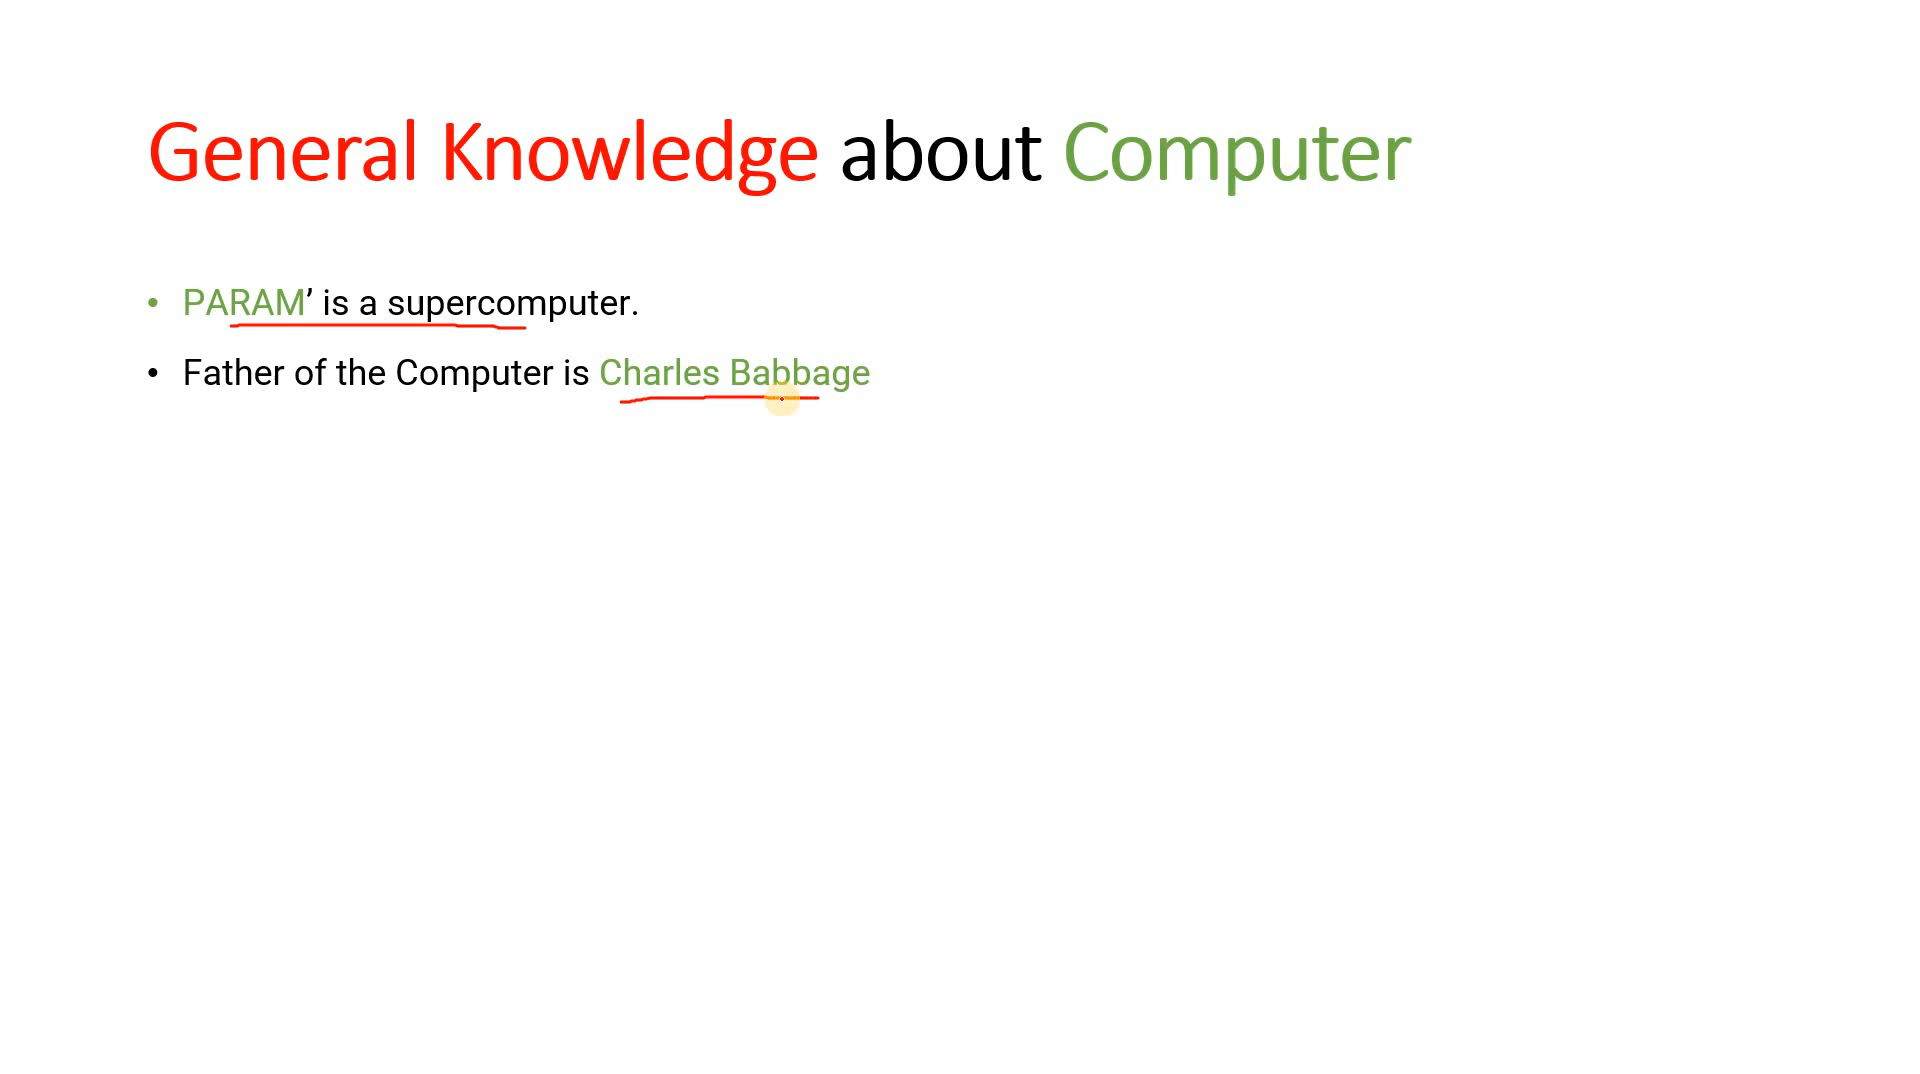 General Knowledge about Computer
• PARAM’ is a supercomputer.
• Father of the Computer is Charles Babbage